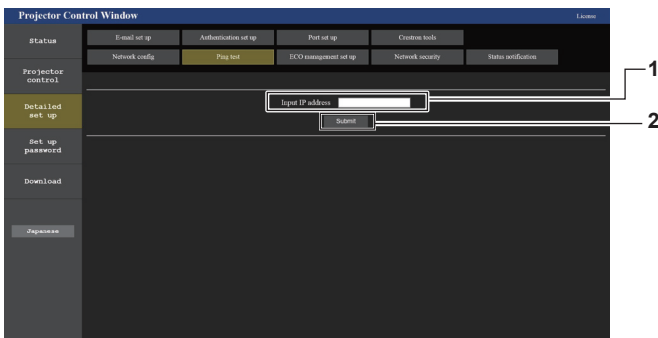 Projector Control Window
License
Status
E-mail set up
Authentication set up
Port set up
Crestron tools
Network config
Ping test
ECO management set up
Network security
Status notification
Projector
control
Detailed
set up
Set up
password
Download
Japanese
Input IP address
Submit
1
2